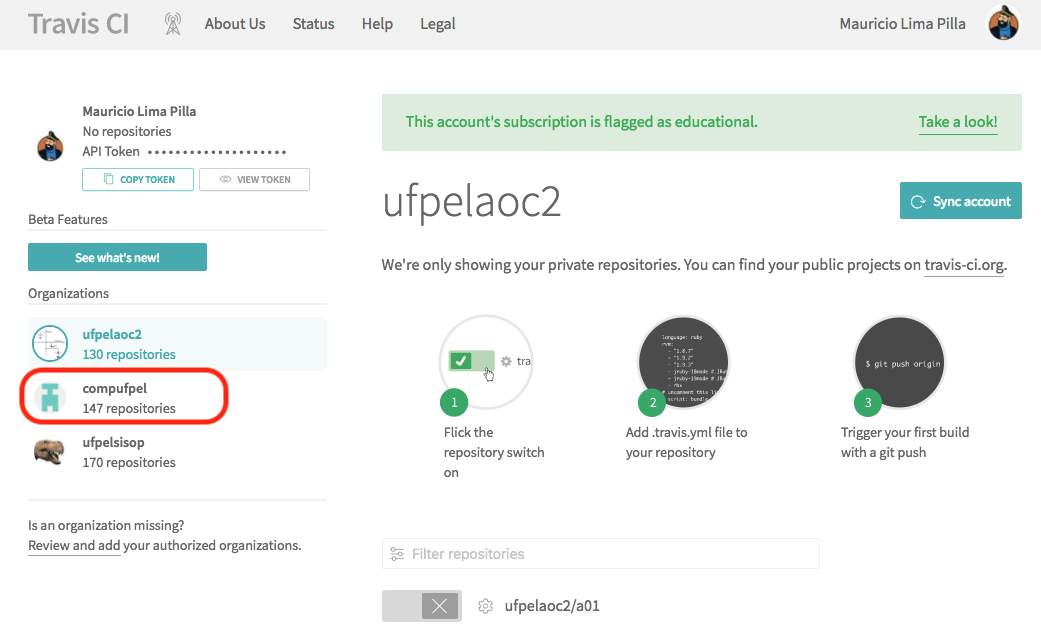 Travis CI
About Us
Status
Help
Legal
Mauricio Lima Pilla
Mauricio Lima Pilla
No repositories
API Token ••••••••••••••••••••
COPY TOKEN
VIEW TOKEN
Beta Features
See what's new!
Organizations
ufpelaoc2
130 repositories
compufpel
147 repositories
ufpelsisop
170 repositories
Is an organization missing?
Review and add your authorized organizations.
This account's subscription is flagged as educational.
Take a look!
ufpelaoc2
Sync account
We're only showing your private repositories. You can find your public projects on travis-ci.org.
tra
1
Flick the
repository switch
on
language: ruby
rvm:
- "1.8.7"
- "1.9.2"
- "1.9.3"
- jruby-18mode # JRu
- jruby-19mode # JR
- rbx
# uncomment this li
script: bundle
2
Add .travis.yml file to
your repository
$ git push origin
3
Trigger your first build
with a git push
Filter repositories
ufpelaoc2/a01